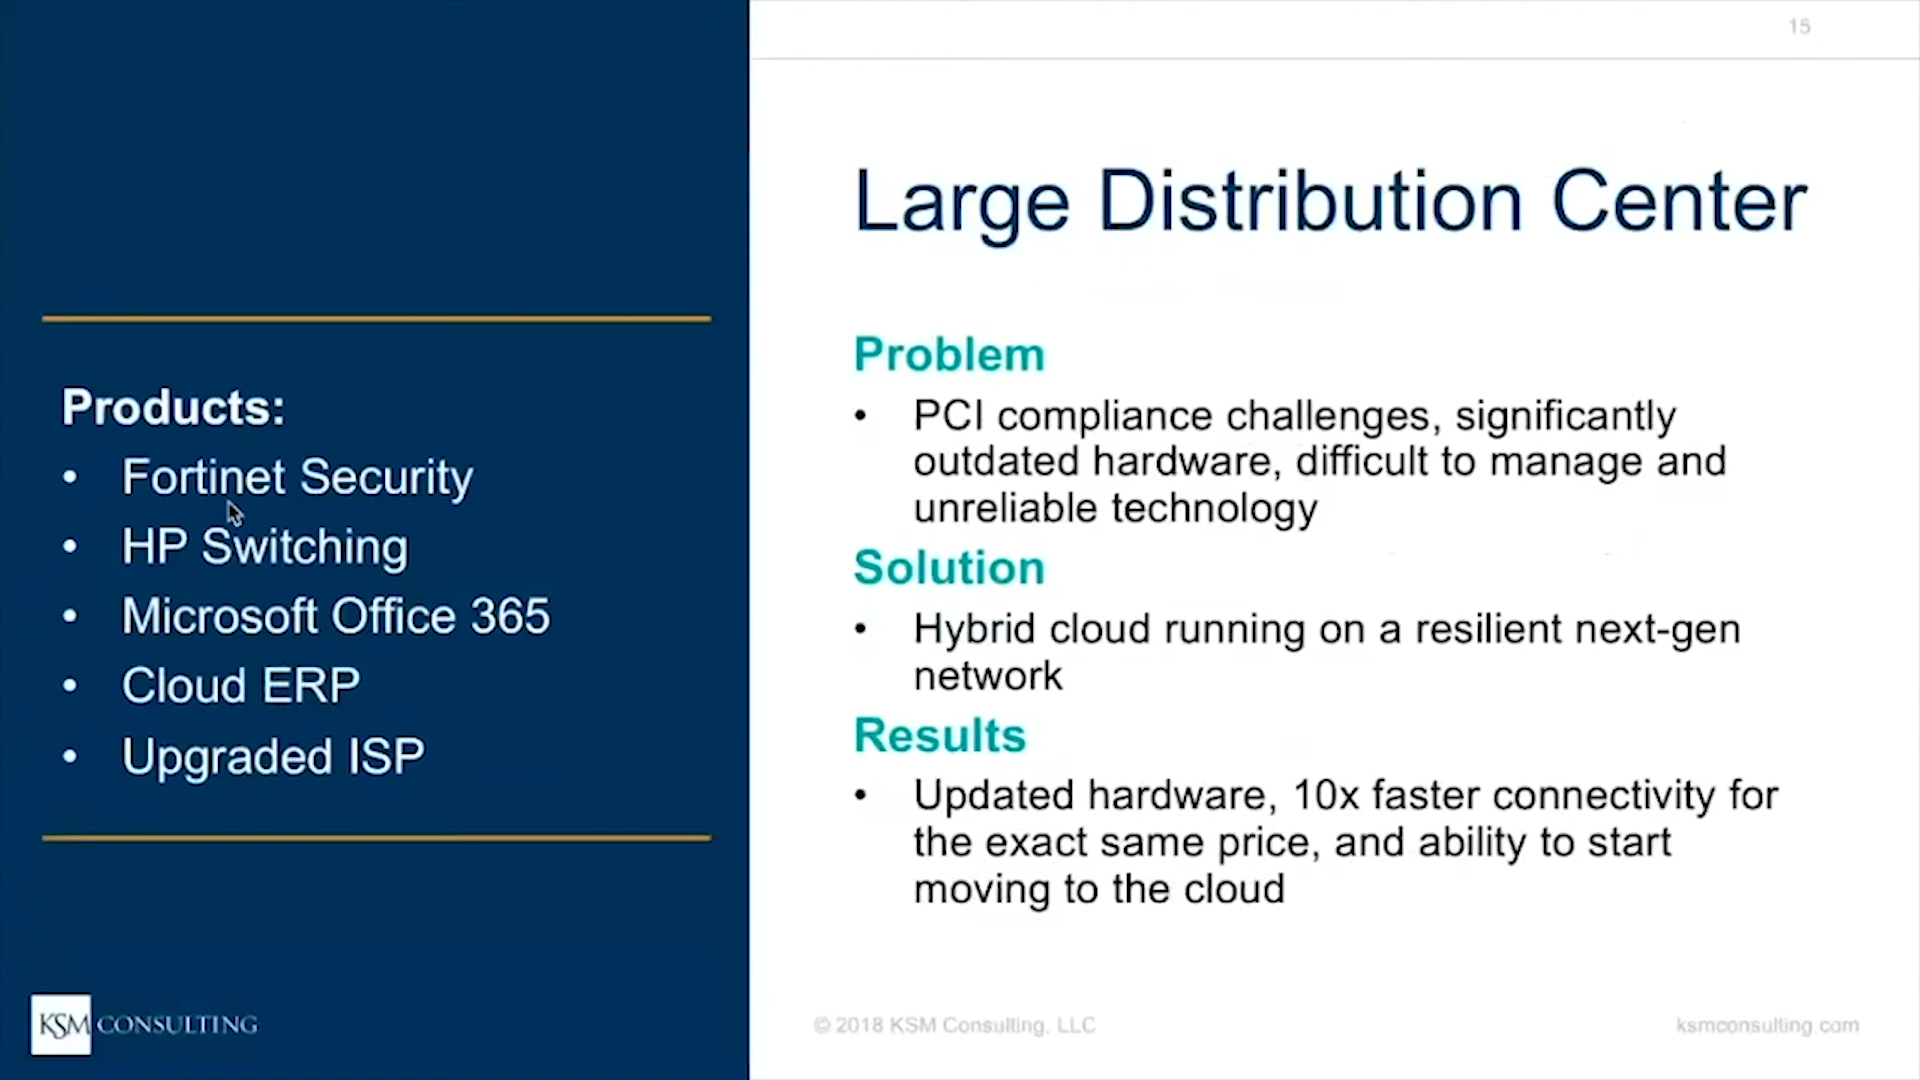 15
Large Distribution Center
Products:
• Fortinet Security
• HP Switching
• Microsoft Office 365
• Cloud ERP
• Upgraded ISP
Problem
• PCI compliance challenges, significantly
outdated hardware, difficult to manage and
unreliable technology
Solution
• Hybrid cloud running on a resilient next-gen
network
Results
• Updated hardware, 10x faster connectivity for
the exact same price, and ability to start
moving to the cloud
KSM CONSULTING
© 2018 KSM Consulting, LLC
ksmconsulting.com